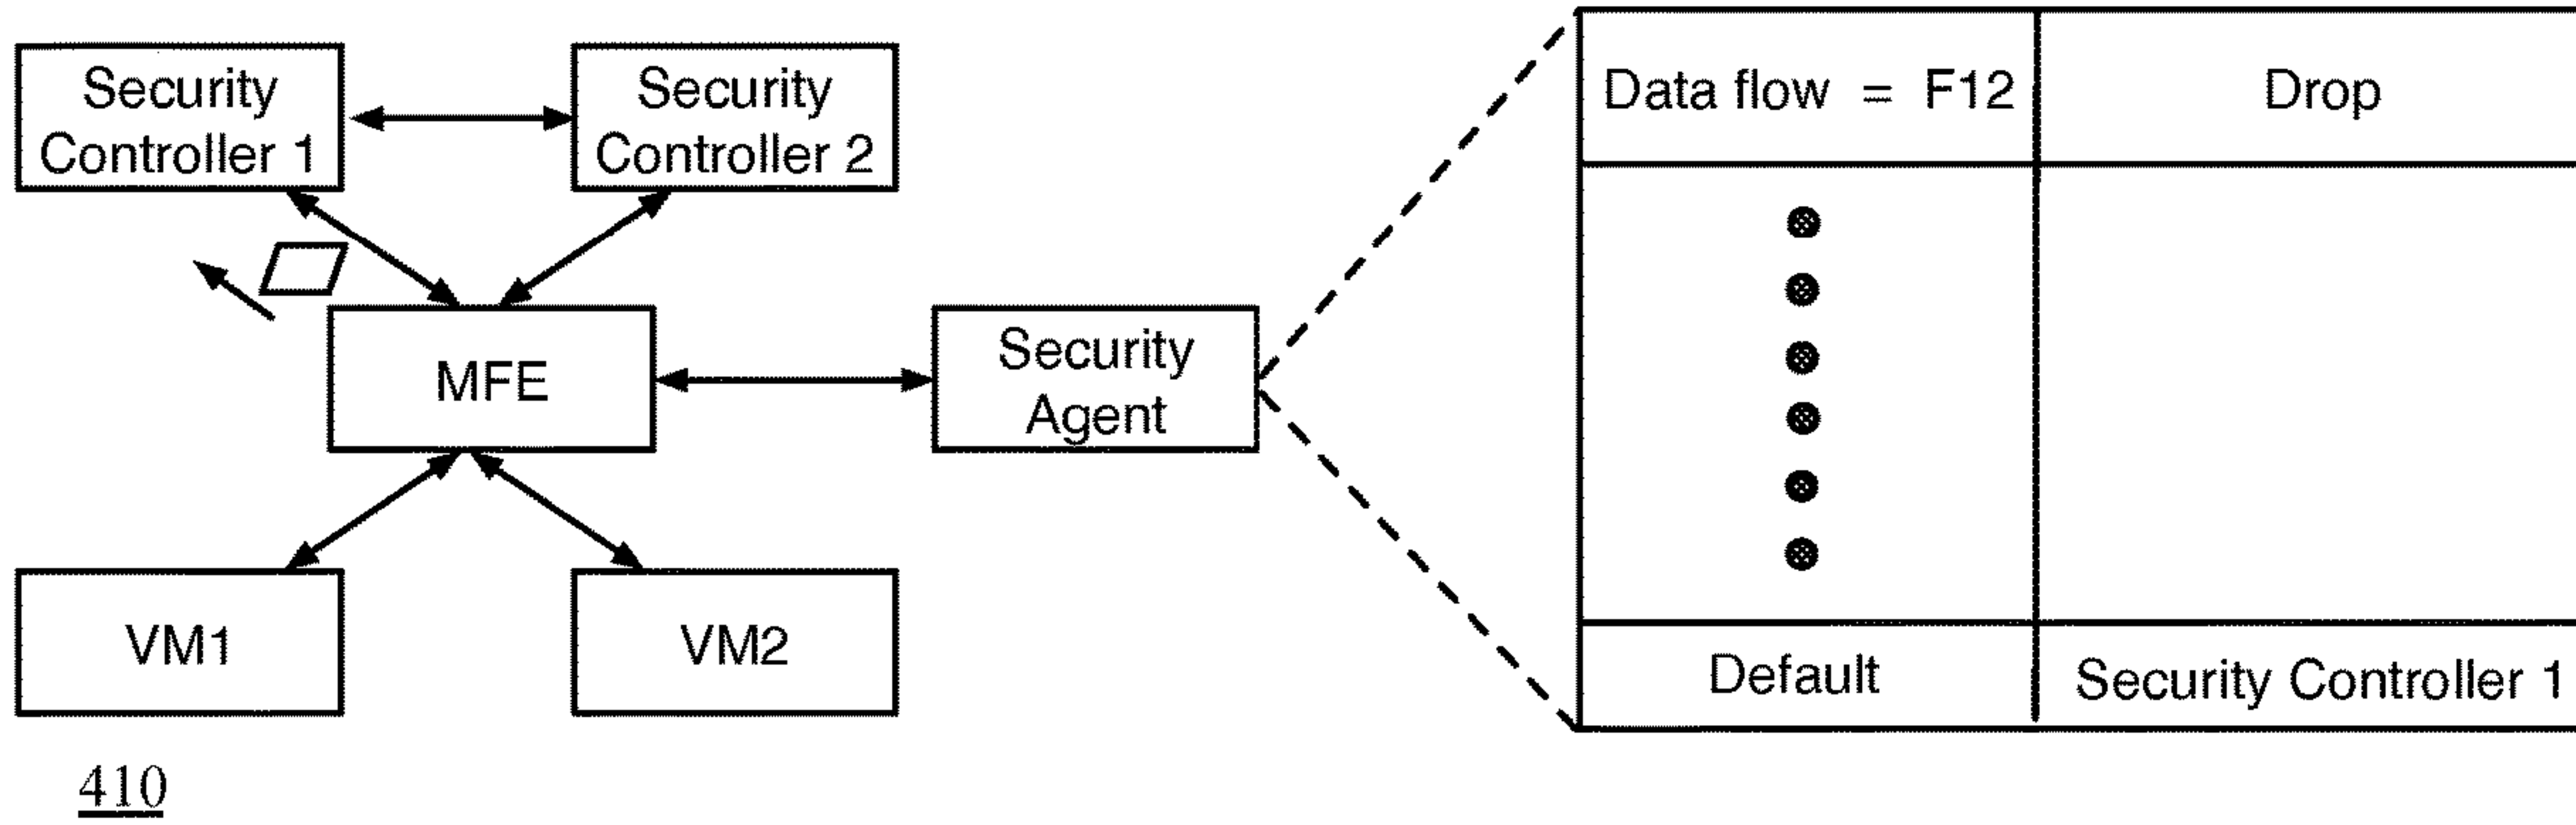 Security
Controller 1
Security
Controller 2
Data flow = F12
Drop
MFE
Security
Agent
VM1
VM2
Default
Security Controller 1
410